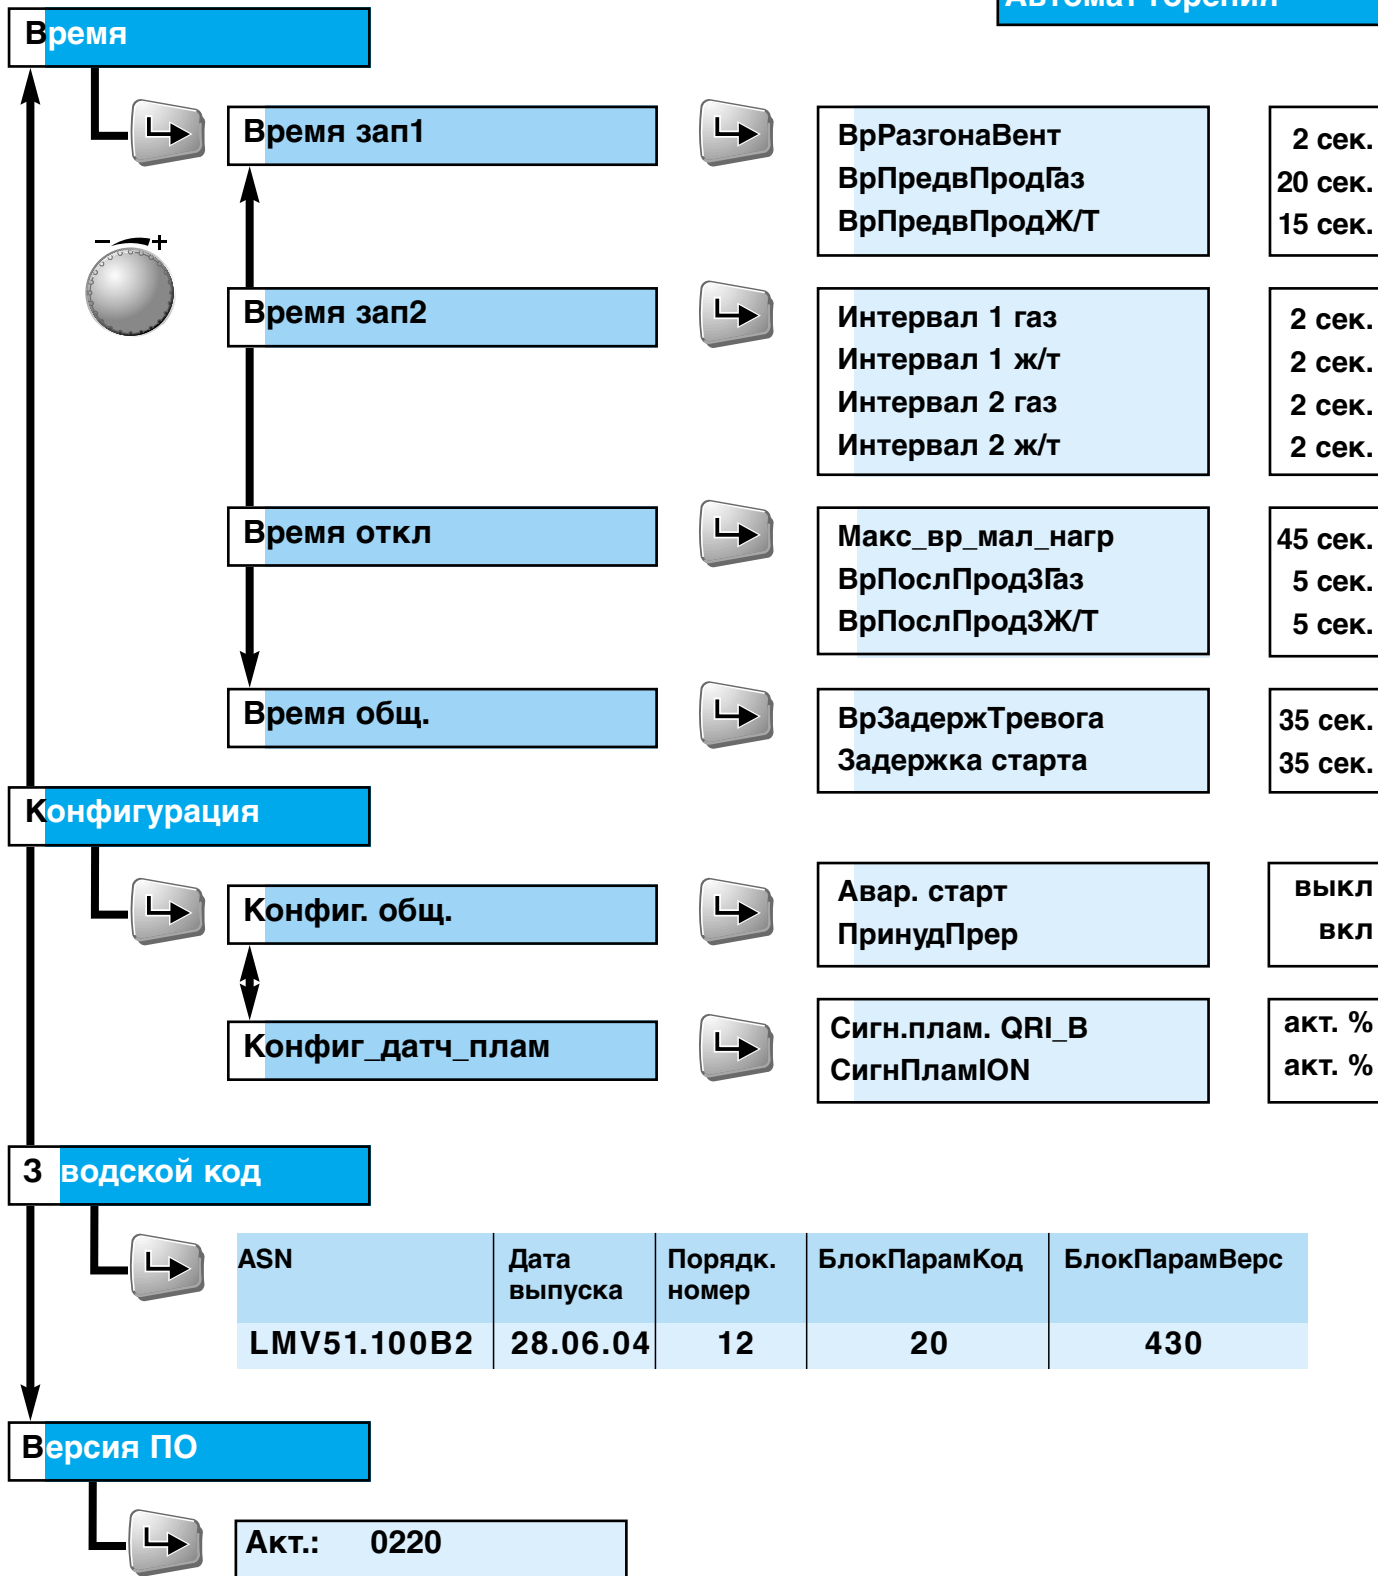 Автомат горения
Время
Время зап1
ВрРазгонаВент 2 сек.
ВрПредвПродГаз 20 сек.
ВрПредвПродЖ/Т 15 сек.
− +
Время зап2
Интервал 1 газ 2 сек.
Интервал 1 ж/т 2 сек.
Интервал 2 газ 2 сек.
Интервал 2 ж/т 2 сек.
Время откл
Макс_вр_мал_нагр 45 сек.
ВрПослПрод3Газ 5 сек.
ВрПослПрод3Ж/Т 5 сек.
Время общ.
ВрЗадержТревога 35 сек.
Задержка старта 35 сек.
Конфигурация
Конфиг. общ.
Авар. старт выкл
ПринудПрер вкл
Конфиг_датч_плам
Сигн.плам. QRI_B акт. %
СигнПламION акт. %
З водской код
ASN Дата Порядк. БлокПарамКод БлокПарамВерс
выпуска номер
LMV51.100B2 28.06.04 12 20 430
Версия ПО
Акт.: 0220